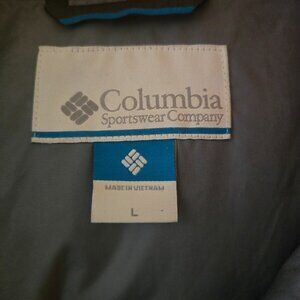 Columbia
Sportswear Company
MADE IN VIETNAM
L